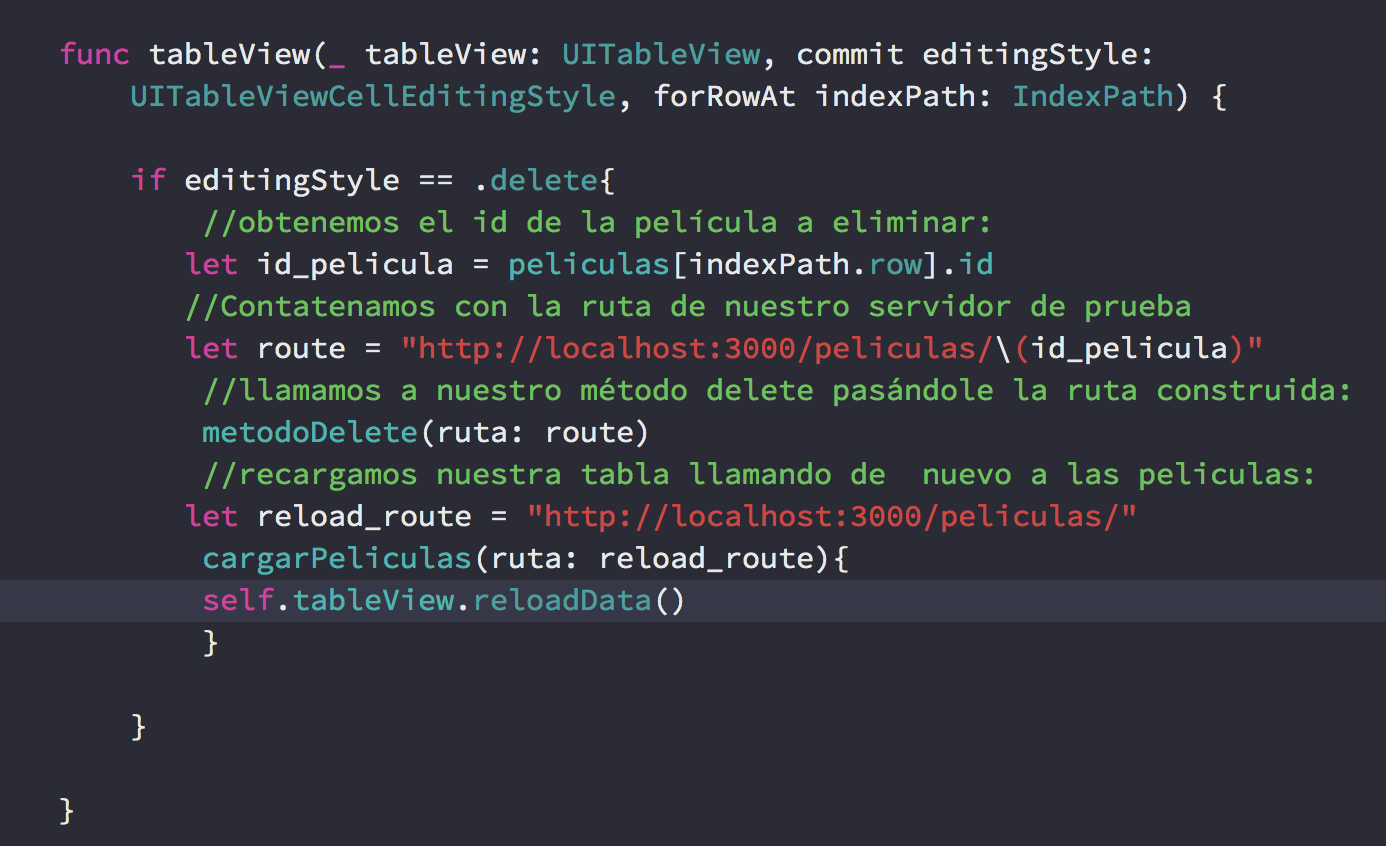 func tableView(_ tableView: UITableView, commit editingStyle:
UITableViewCellEditingStyle, forRowAt indexPath: IndexPath) {
if editingStyle == .delete{
//obtenemos el id de la película a eliminar:
let id_pelicula = peliculas[indexPath.row].id
//Contatenamos con la ruta de nuestro servidor de prueba
let route = "http://localhost:3000/peliculas/\(id_pelicula)"
//llamamos a nuestro método delete pasándole la ruta construida:
metodoDelete(ruta: route)
//recargamos nuestra tabla llamando de  nuevo a las peliculas:
let reload_route = "http://localhost:3000/peliculas/"
cargarPeliculas(ruta: reload_route){
self.tableView.reloadData()
}
}
}